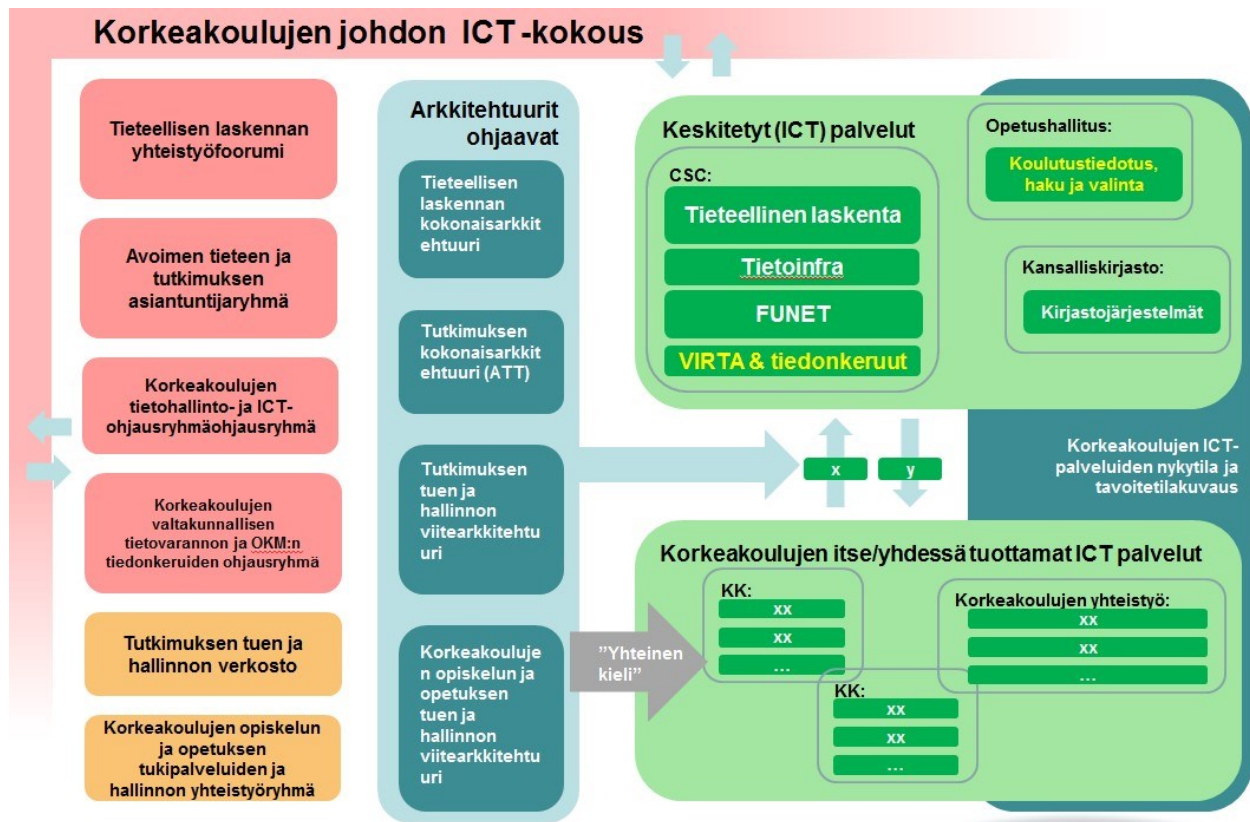 Korkeakoulujen johdon ICT -kokous
Tieteellisen laskennan
yhteistyöfoorumi
Avoimen tieteen ja
tutkimuksen
asiantuntijaryhmä
Korkeakoulujen
tietohallinto- ja ICT-
ohjausryhmäohjausryhmä
Korkeakoulujen
valtakunnallisen
tietovarannon ja OKM:n
tiedonkeruiden ohjausryhmä
Tutkimuksen tuen ja
hallinnon verkosto
Korkeakoulujen opiskelun
ja opetuksen
tukipalveluiden ja
hallinnon yhteistyöryhmä
Arkkitehtuurit
ohjaavat
Tieteellisen
laskennan
kokonaisarkkit
ehtuuri
Tutkimuksen
kokonaisarkkit
ehtuuri (ATT)
Tutkimuksen
tuen ja
hallinnon
viitearkkitehtu
uri
Korkeakouluje
n opiskelun ja
opetuksen
tuen ja
hallinnon
viitearkkitehtu
uri
Keskitetyt (ICT) palvelut
CSC:
Tieteellinen laskenta
Tietoinfra
FUNET
VIRTA & tiedonkeruut
Opetushallitus:
Koulutustiedotus,
haku ja valinta
Kansalliskirjasto:
Kirjastojärjestelmät
x
y
Korkeakoulujen ICT-
palveluiden nykytila ja
tavoitetilakuvaus
"Yhteinen
kieli"
Korkeakoulujen itse/yhdessä tuottamat ICT palvelut
KK:
xx
xx
...
KK:
xx
xx
...
Korkeakoulujen yhteistyö:
xx
xx
...